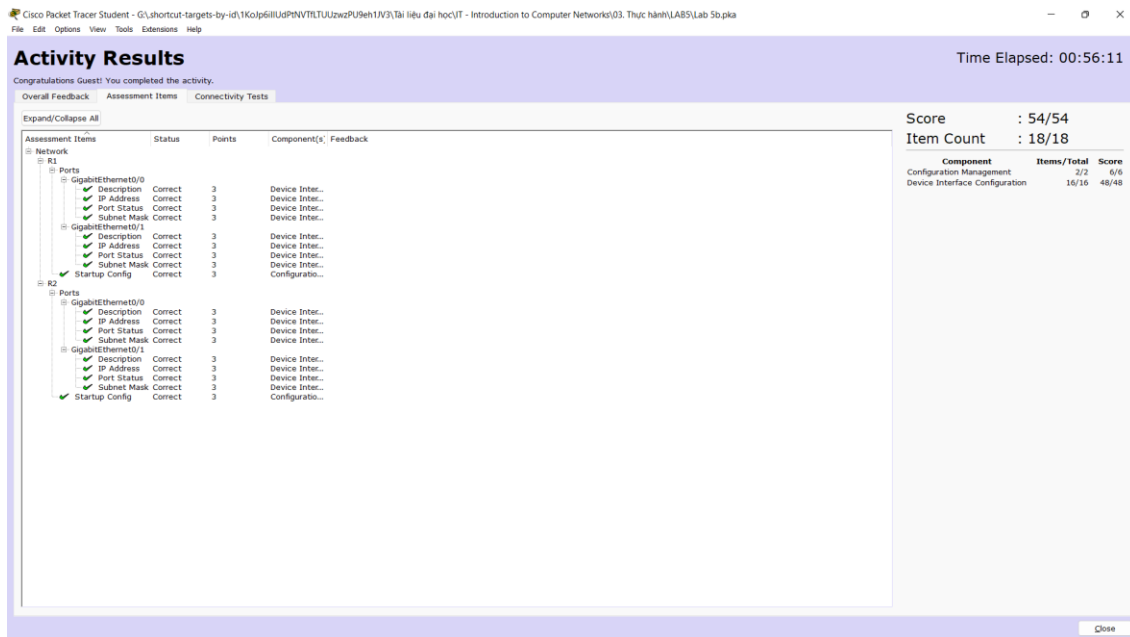 Cisco Packet Tracer Student - G:\.shortcut-targets-by-id\1KoJp6iIlUdPtNVTfLTUUzwzPU9eh1JV3\Tài liệu đại học\IT - Introduction to Computer Networks\03. Thực hành\LAB5\Lab 5b.pka
File Edit Options View Tools Extensions Help
Activity Results
Time Elapsed: 00:56:11
Congratulations Guest! You completed the activity.
Overall Feedback Assessment Items Connectivity Tests
Expand/Collapse All
Assessment Items Status Points Component(s) Feedback
Network
R1
Ports
GigabitEthernet0/0
Description Correct 3 Device Inter...
IP Address Correct 3 Device Inter...
Port Status Correct 3 Device Inter...
Subnet Mask Correct 3 Device Inter...
GigabitEthernet0/1
Description Correct 3 Device Inter...
IP Address Correct 3 Device Inter...
Port Status Correct 3 Device Inter...
Subnet Mask Correct 3 Device Inter...
Startup Config Correct 3 Configuratio...
R2
Ports
GigabitEthernet0/0
Description Correct 3 Device Inter...
IP Address Correct 3 Device Inter...
Port Status Correct 3 Device Inter...
Subnet Mask Correct 3 Device Inter...
GigabitEthernet0/1
Description Correct 3 Device Inter...
IP Address Correct 3 Device Inter...
Port Status Correct 3 Device Inter...
Subnet Mask Correct 3 Device Inter...
Startup Config Correct 3 Configuratio...
Score : 54/54
Item Count : 18/18
Component Items/Total Score
Configuration Management 2/2 6/6
Device Interface Configuration 16/16 48/48
Close